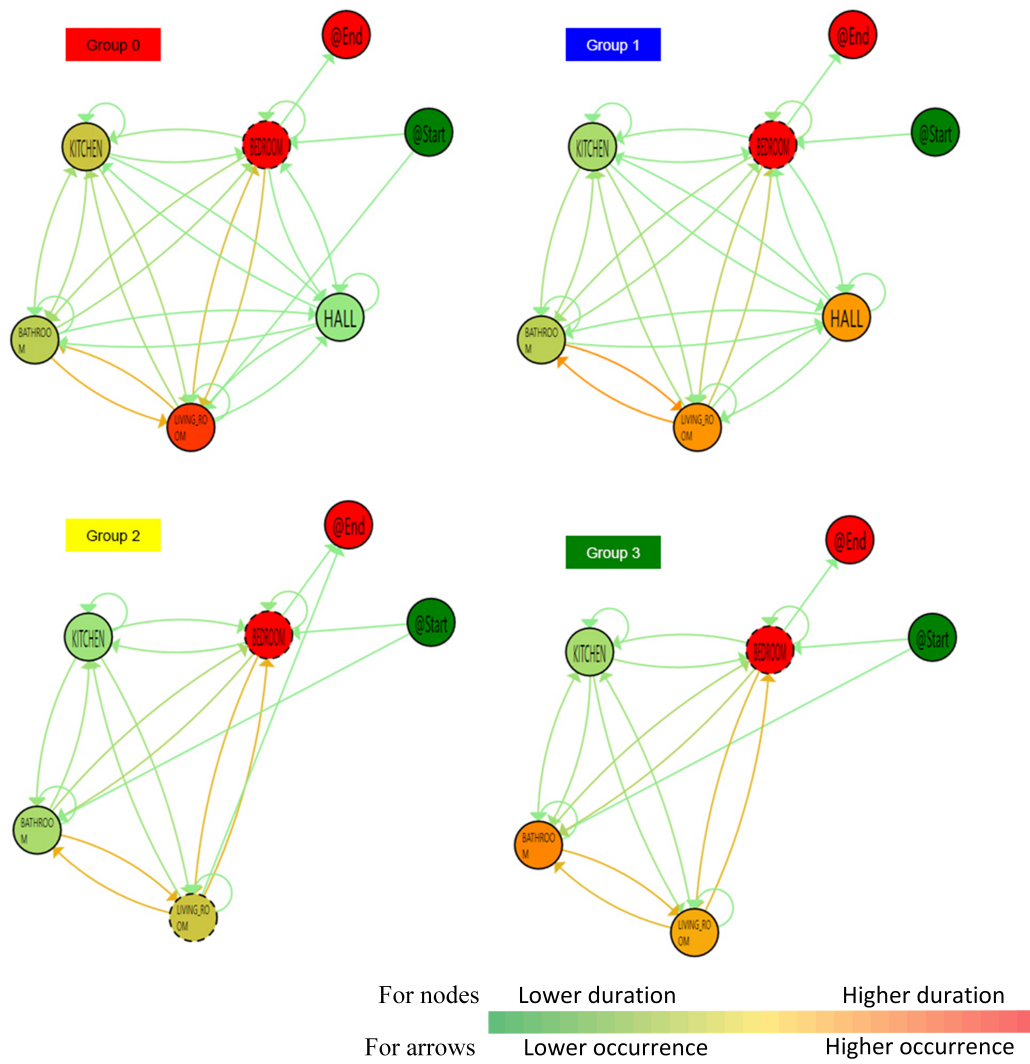 Group 0
@End
KITCHEN
BEDROOM
@Start
HALL
BATHROO
M
LIVING_RO
OM
Group 1
@End
KITCHEN
BEDROOM
@Start
HALL
BATHROO
M
LIVING_RO
OM
Group 2
@End
KITCHEN
BEDROOM
@Start
BATHROO
M
LIVING_RO
OM
Group 3
@End
KITCHEN
BEDROOM
@Start
BATHROO
M
LIVING_RO
OM
For nodes Lower duration Higher duration
For arrows Lower occurrence Higher occurrence